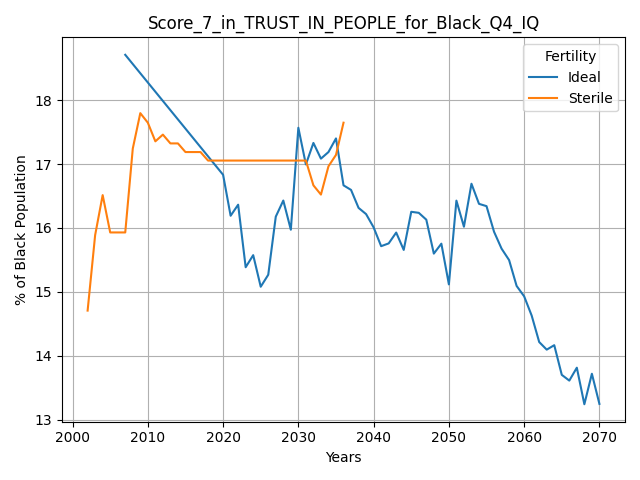 Score_7_in_TRUST_IN_PEOPLE_for_Black_Q4_IQ
Fertility
Ideal
Sterile
% of Black Population
18
17
16
15
14
13
2000
2010
2020
2030
2040
2050
2060
2070
Years